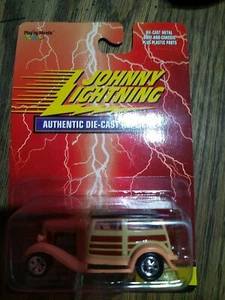 Playing Mantis
DIE-CAST METAL
BODY AND CHASSIS
PLUS PLASTIC PARTS
JOHNNY
LIGHTNING
AUTHENTIC DIE-CAST